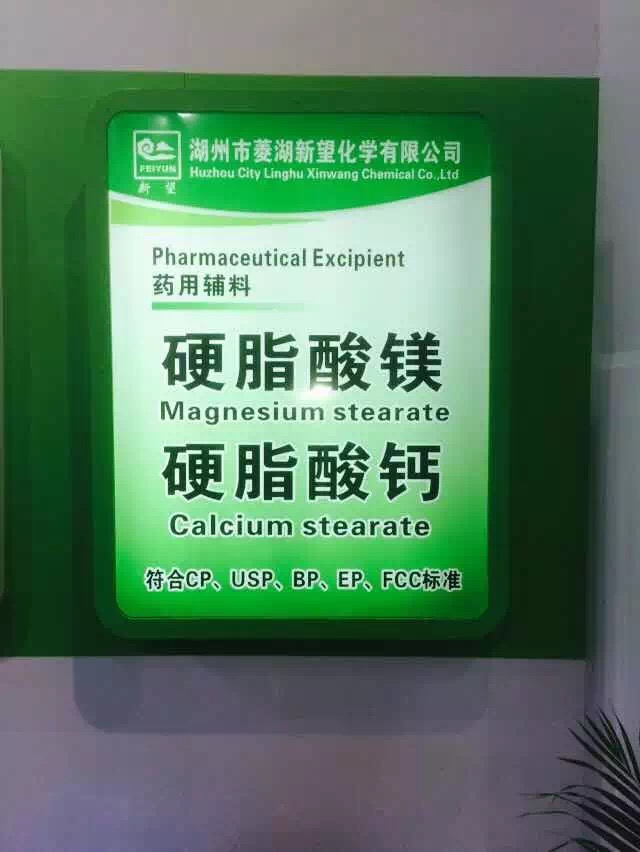 湖州市菱湖新望化学有限公司
Huzhou City Linghu Xinwang Chemical Co.,Ltd
FEIYUN
新 望
Pharmaceutical Excipient
药用辅料
硬脂酸镁
Magnesium stearate
硬脂酸钙
Calcium stearate
符合CP、USP、BP、EP、FCC标准